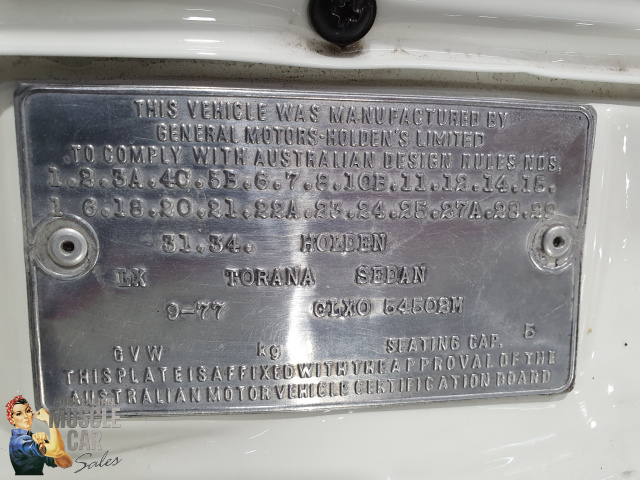 THIS VEHICLE WAS MANUFACTURED BY
GENERAL MOTORS-HOLDEN'S LIMITED
TO COMPLY WITH AUSTRALIAN DESIGN RULES NOS.
1.2.3A.4C.5B.6.7.8.10B.11.12.14.15.
16.18.20.21.22A.23.24.25.27A.28.29
31.34. HOLDEN
LX TORANA SEDAN
9-77 CLX0 54502M
GVW kg SEATING CAP. 5
THIS PLATE IS AFFIXED WITH THE APPROVAL OF THE
AUSTRALIAN MOTOR VEHICLE CERTIFICATION BOARD
MUSCLE
CAR
Sales